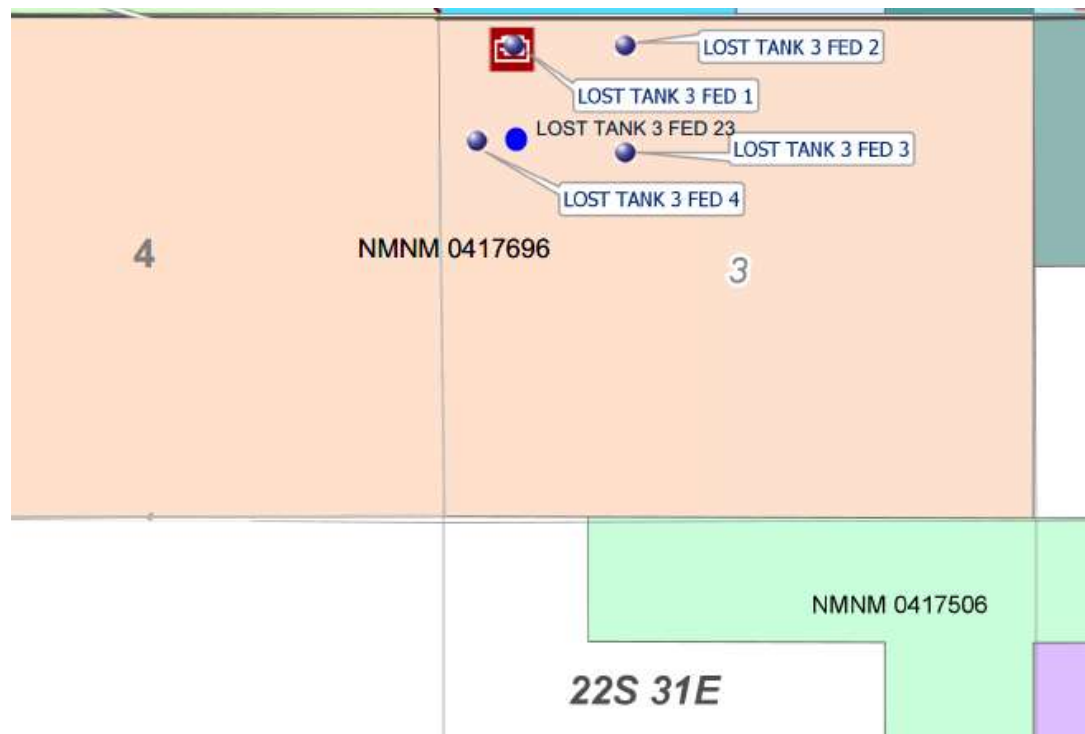 LOST TANK 3 FED 2
LOST TANK 3 FED 1
LOST TANK 3 FED 23
LOST TANK 3 FED 3
LOST TANK 3 FED 4
4
NMNM 0417696
3
NMNM 0417506
22S 31E